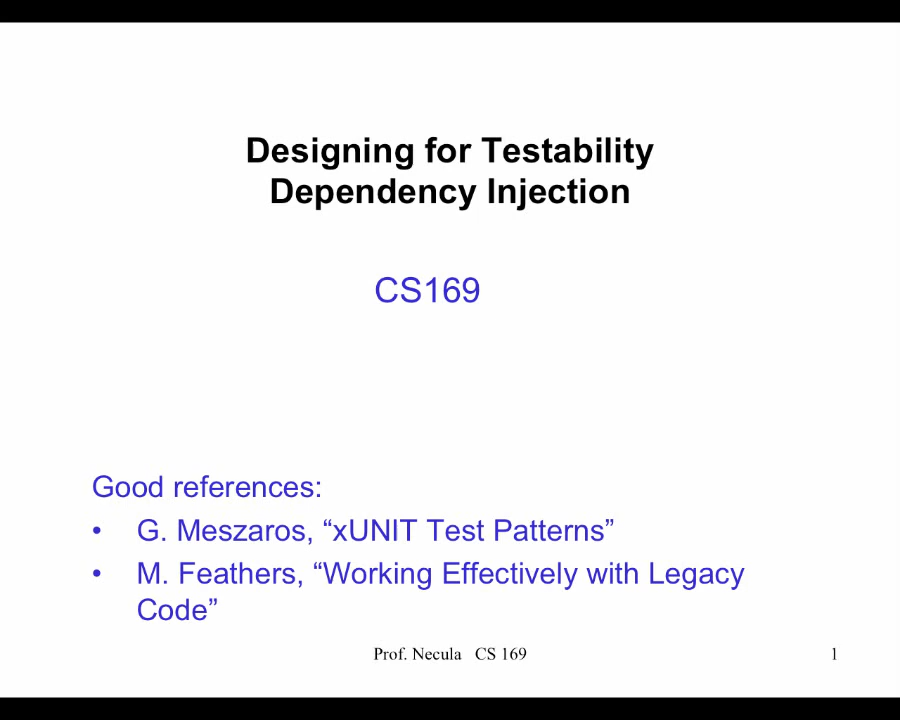 Designing for Testability
Dependency Injection
CS169
Good references:
• G. Meszaros, “xUNIT Test Patterns”
• M. Feathers, “Working Effectively with Legacy
Code”
Prof. Necula CS 169
1